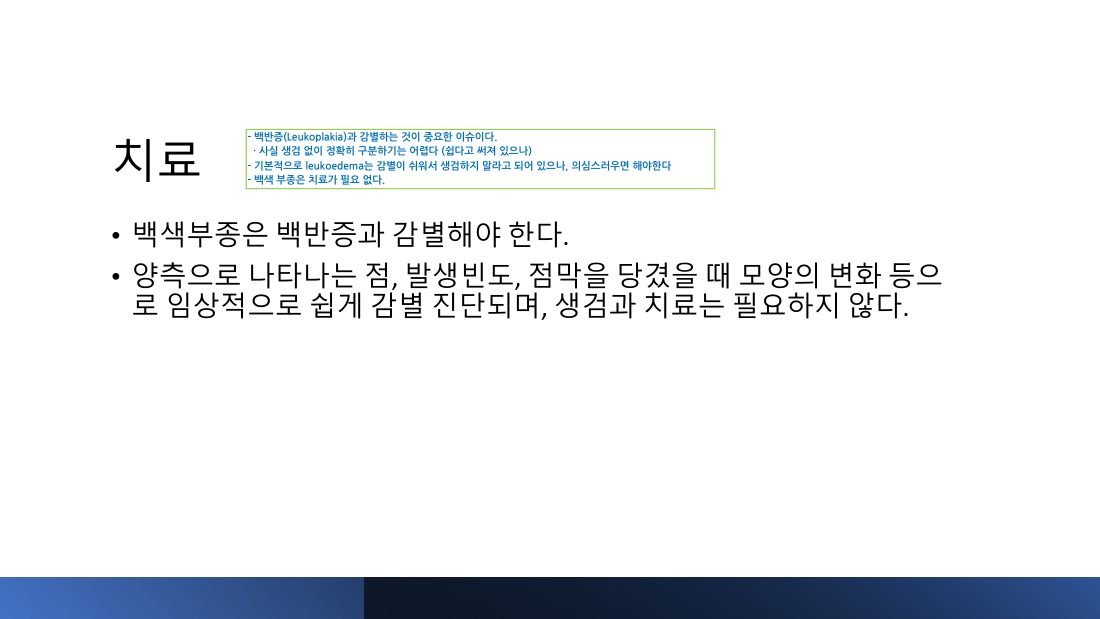 치료
- 백반증(Leukoplakia)과 감별하는 것이 중요한 이슈이다.
· 사실 생검 없이 정확히 구분하기는 어렵다 (쉽다고 써져 있으나)
- 기본적으로 leukoedema는 감별이 쉬워서 생검하지 말라고 되어 있으나, 의심스러우면 해야한다
- 백색 부종은 치료가 필요 없다.
• 백색부종은 백반증과 감별해야 한다.
• 양측으로 나타나는 점, 발생빈도, 점막을 당겼을 때 모양의 변화 등으
로 임상적으로 쉽게 감별 진단되며, 생검과 치료는 필요하지 않다.